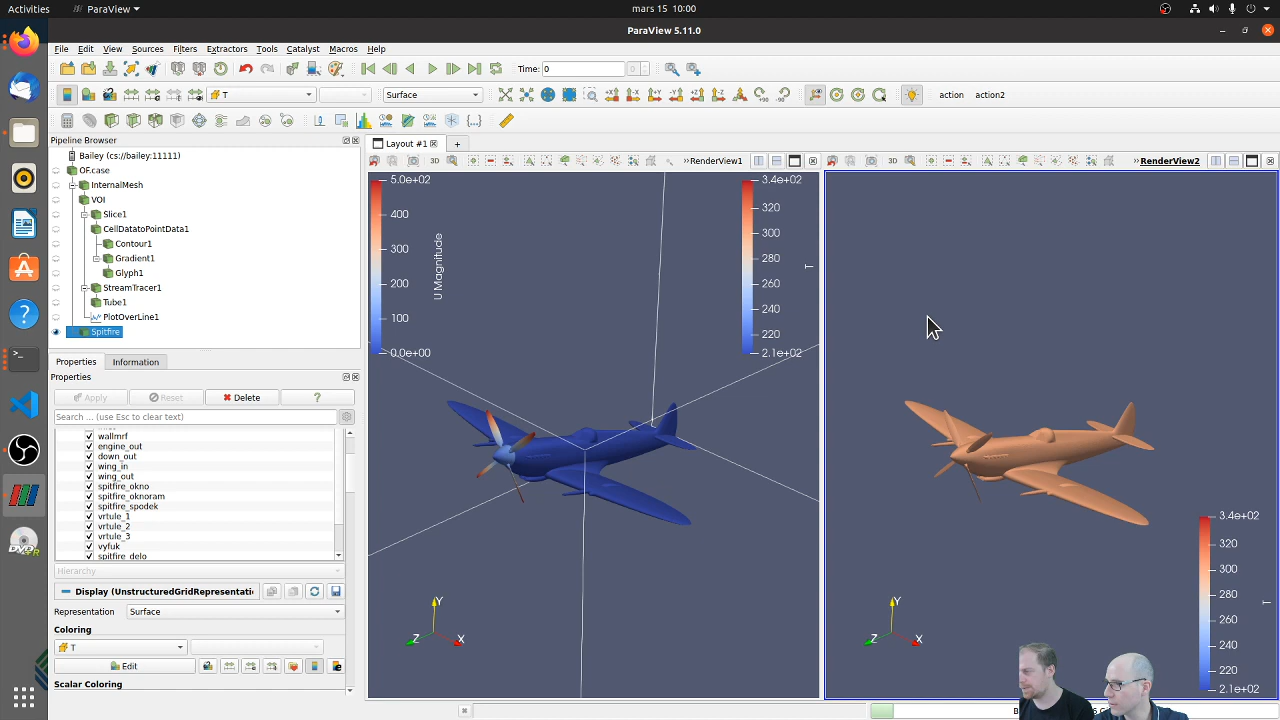 Activities
ParaView
mars 15 10:00
ParaView 5.11.0
File Edit View Sources Filters Extractors Tools Catalyst Macros Help
Time: 0
0
T
Surface
action action2
Pipeline Browser
Bailey (cs://bailey:11111)
OF.case
InternalMesh
VOI
Slice1
CellDatatoPointData1
Contour1
Gradient1
Glyph1
StreamTracer1
Tube1
PlotOverLine1
Spitfire
Properties Information
Properties
Apply Reset Delete ?
Search ... (use Esc to clear text)
wallmrf
engine_out
down_out
wing_in
wing_out
spitfire_okno
spitfire_oknoram
spitfire_spodek
vrtule_1
vrtule_2
vrtule_3
vyfuk
spitfire_delo
Hierarchy
Display (UnstructuredGridRepresentati
Representation Surface
Coloring
T
Edit
Scalar Coloring
Layout #1
+
3D
»RenderView1
5.0e+02
400
300
200
100
0.0e+00
U Magnitude
3.4e+02
320
300
280
260
240
220
2.1e+02
T
Y
Z
X
3D
»RenderView2
3.4e+02
320
300
280
260
240
220
2.1e+02
T
Y
Z
X